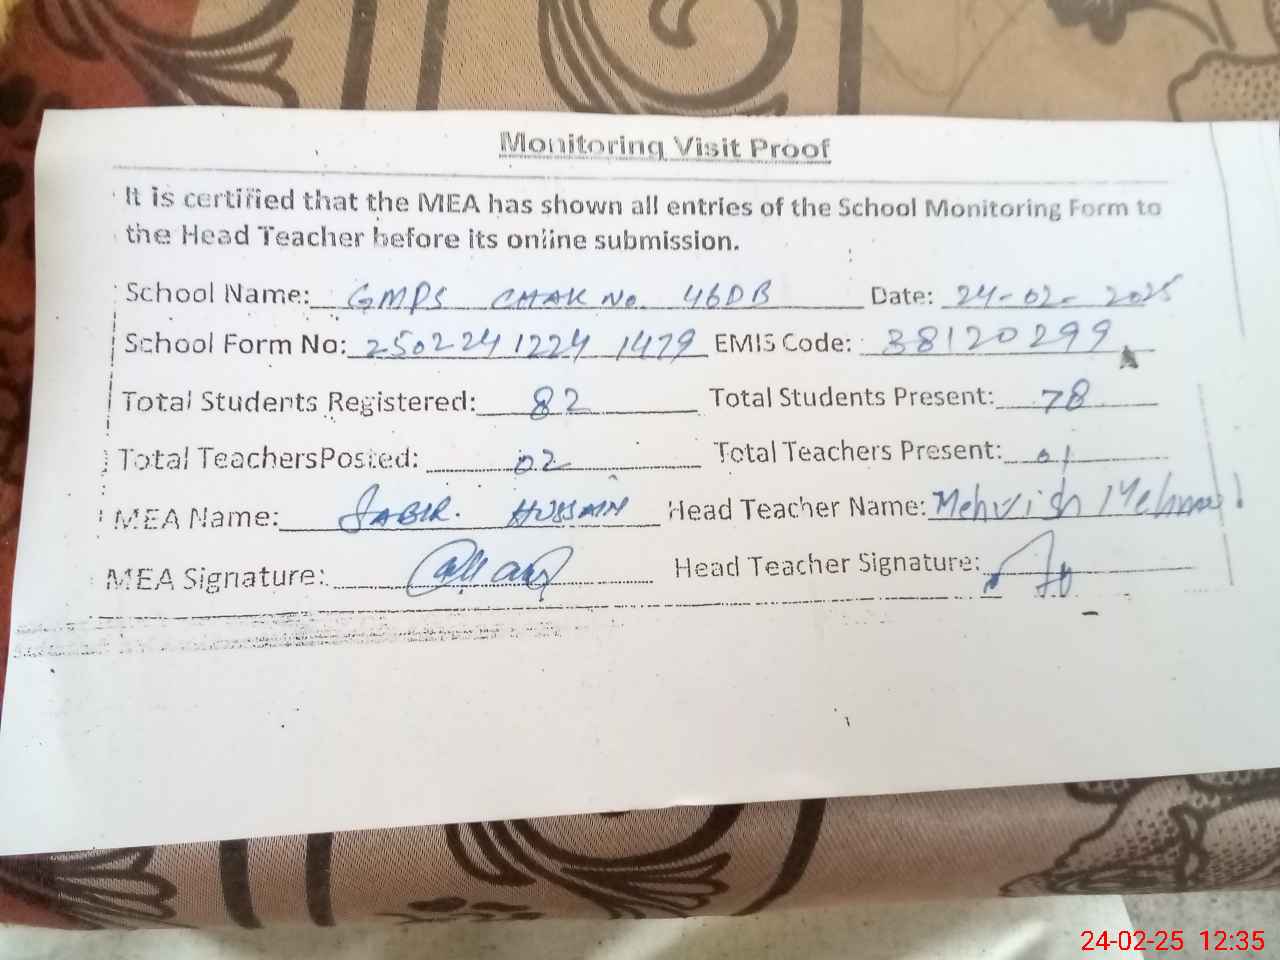 Monitoring Visit Proof
It is certified that the MEA has shown all entries of the School Monitoring Form to
the Head Teacher before its online submission.
School Name: GMPS CHAK No. 46DB Date: 24-02-2025
School Form No: 250224 1224 1479 EMIS Code: 38120299
Total Students Registered: 82 Total Students Present: 78
Total TeachersPosted: 02 Total Teachers Present: 01
MEA Name: SABIR. HUSSAIN Head Teacher Name: Mehvish
MEA Signature: Head Teacher Signature:
24-02-25 12:35